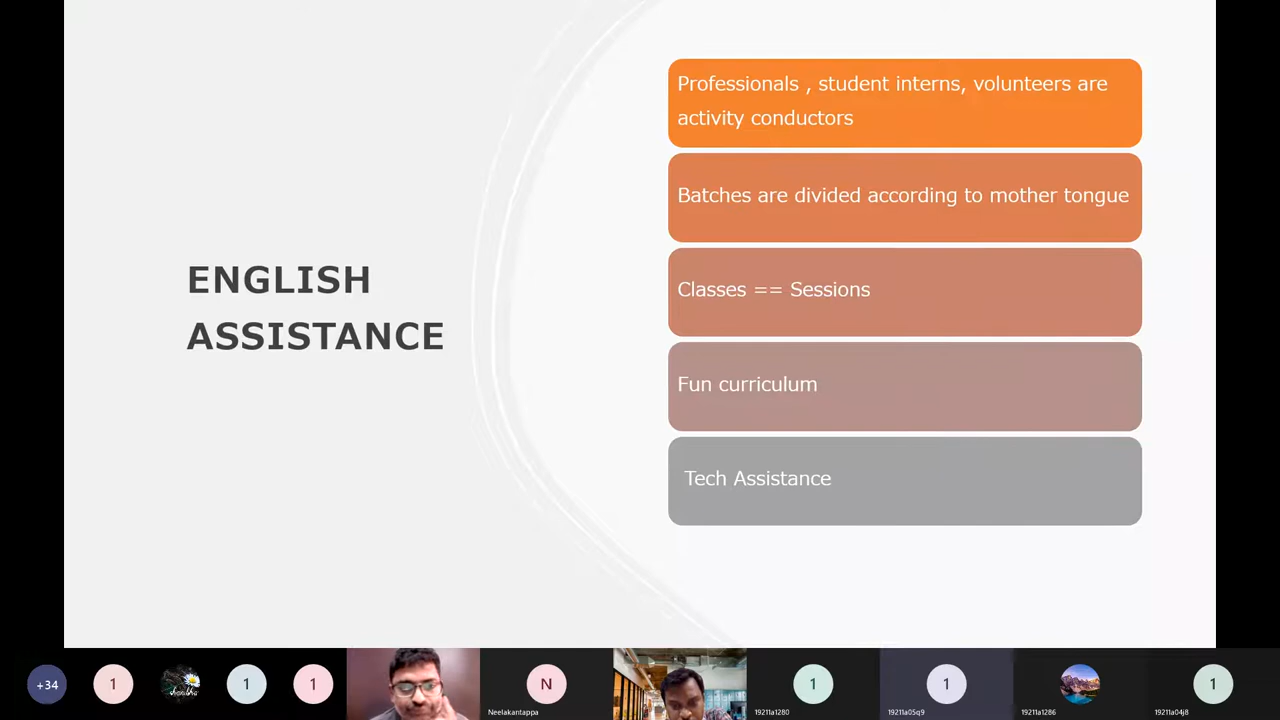 ENGLISH
ASSISTANCE
Professionals , student interns, volunteers are
activity conductors
Batches are divided according to mother tongue
Classes == Sessions
Fun curriculum
Tech Assistance
+34
1
1
1
N
Neelakantappa
1
19211a1280
1
19211a05q9
19211a1286
1
19211a04j8